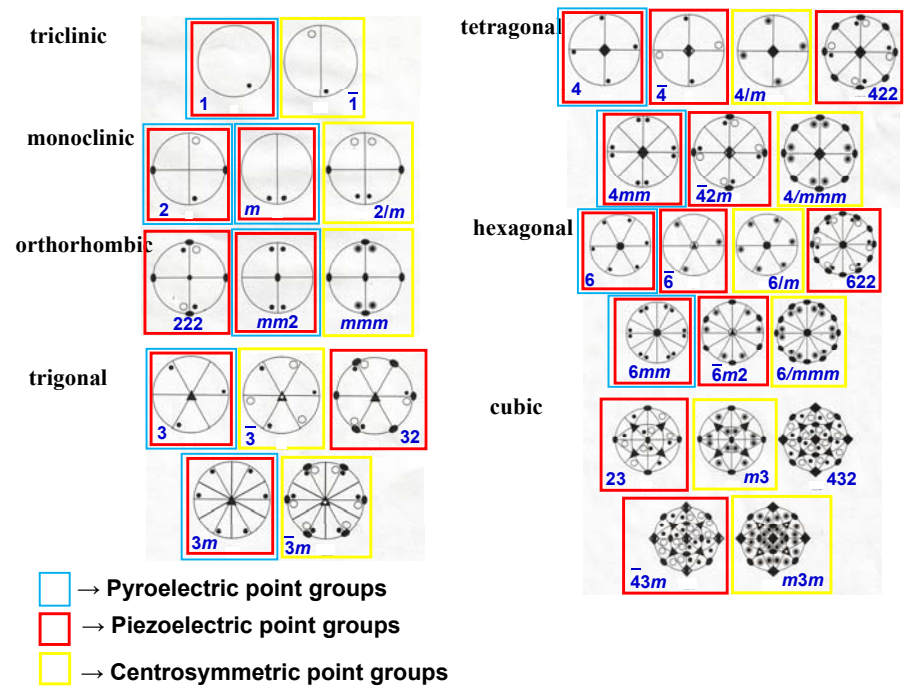 triclinic
1
1̅
monoclinic
2
m
2/m
orthorhombic
222
mm2
mmm
trigonal
3
3̅
32
3m
3̅m
tetragonal
4
4̅
4/m
422
4mm
4̅2m
4/mmm
hexagonal
6
6̅
6/m
622
6mm
6̅m2
6/mmm
cubic
23
m3
432
4̅3m
m3m
→ Pyroelectric point groups
→ Piezoelectric point groups
→ Centrosymmetric point groups